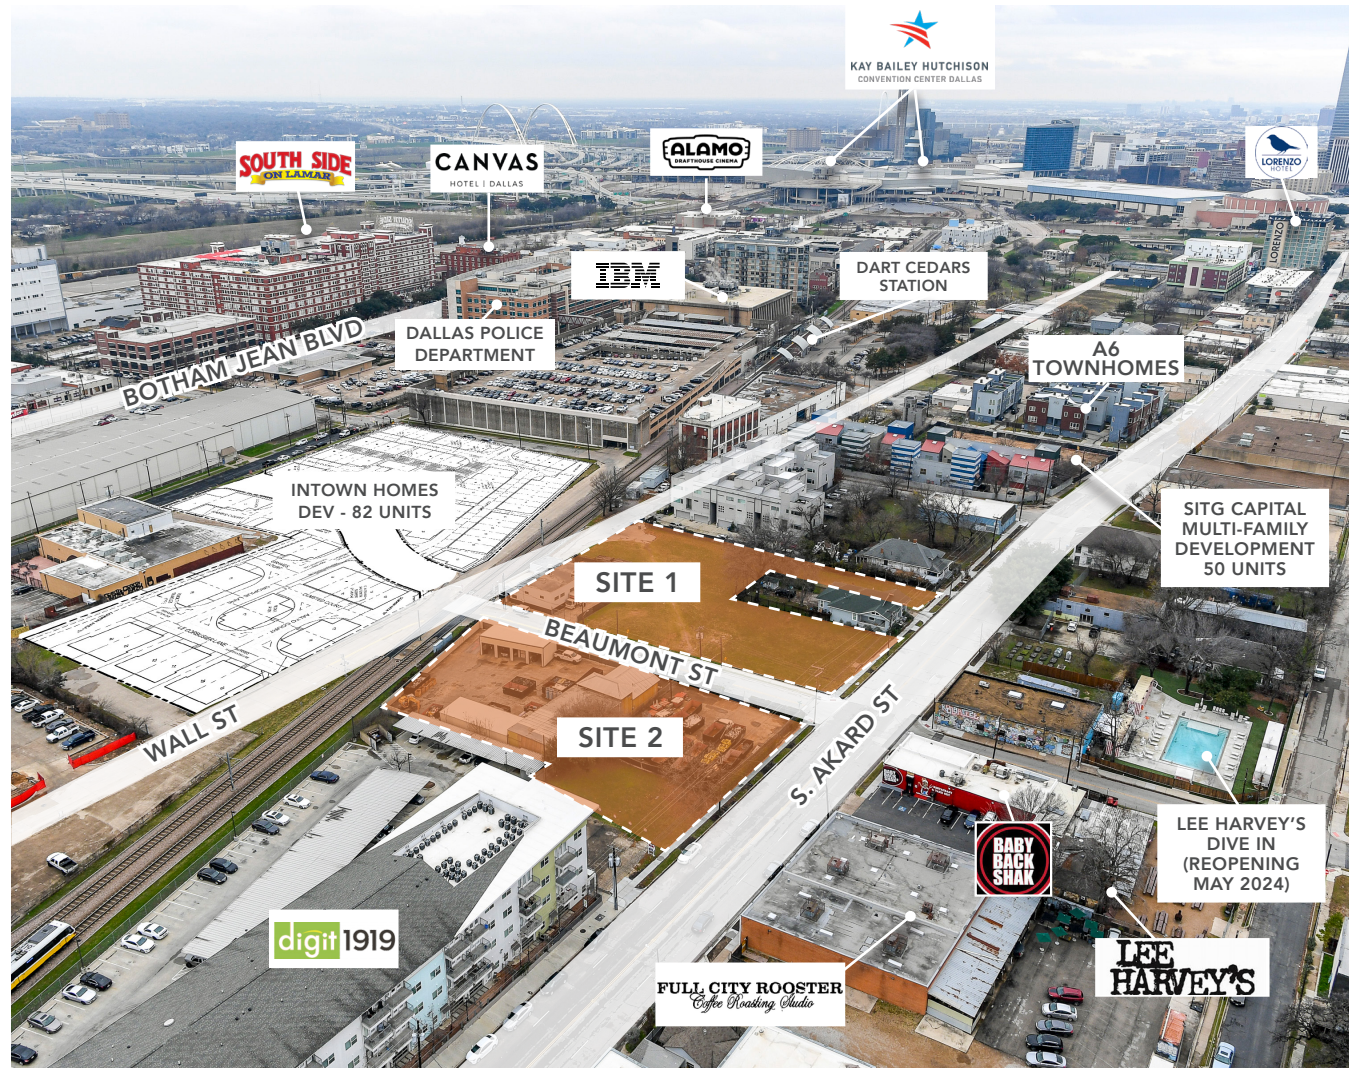 KAY BAILEY HUTCHISON
CONVENTION CENTER DALLAS
SOUTH SIDE
ON LAMAR
CANVAS
HOTEL | DALLAS
ALAMO
DRAFTHOUSE CINEMA
LORENZO
HOTEL
SOUTH SIDE
LORENZO
IBM
DART CEDARS
STATION
DALLAS POLICE
DEPARTMENT
BOTHAM JEAN BLVD
A6
TOWNHOMES
INTOWN HOMES
DEV - 82 UNITS
SITG CAPITAL
MULTI-FAMILY
DEVELOPMENT
50 UNITS
SITE 1
BEAUMONT ST
SITE 2
WALL ST
S. AKARD ST
BABY
BACK
SHAK
LEE HARVEY'S
DIVE IN
(REOPENING
MAY 2024)
digit 1919
LEE
HARVEY'S
FULL CITY ROOSTER
Coffee Roasting Studio